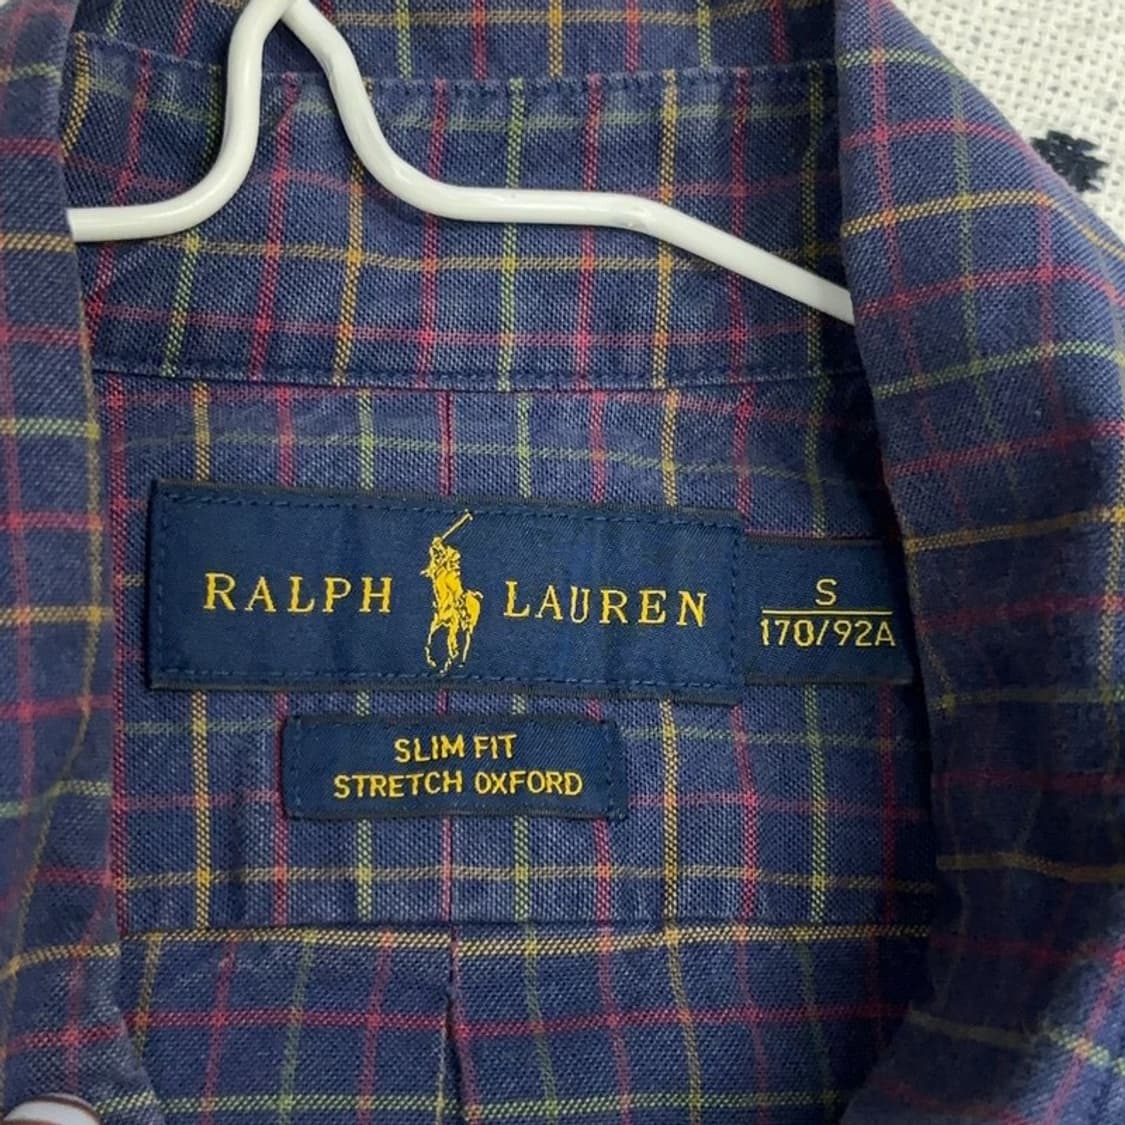 RALPH LAUREN
S
170/92A
SLIM FIT
STRETCH OXFORD